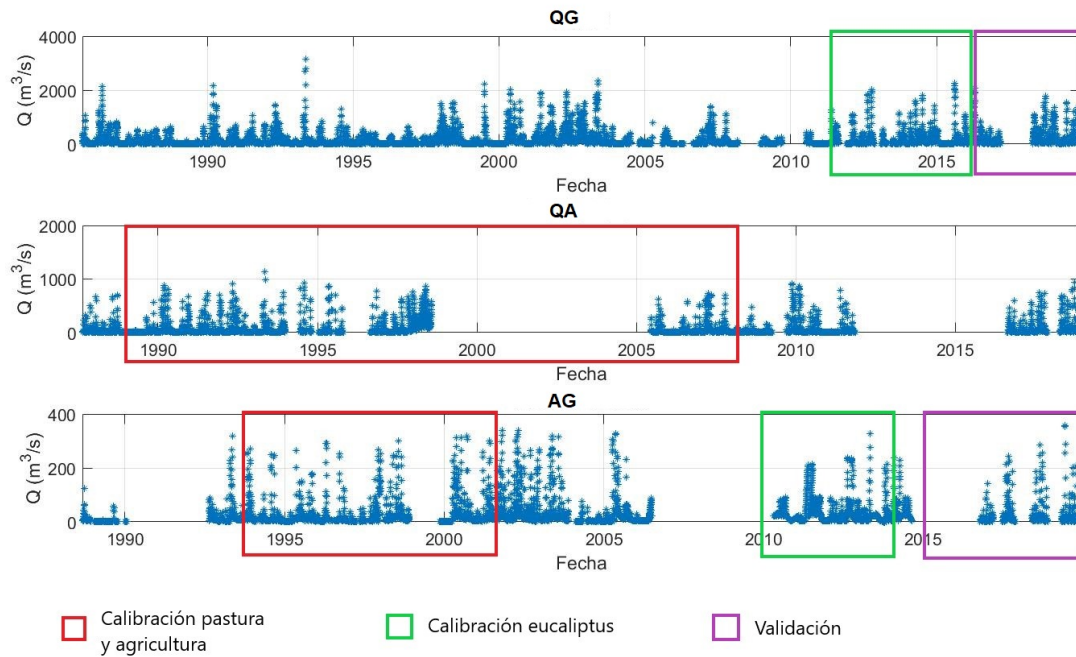 QG
4000
2000
0
Q (m³/s)
1990
1995
2000
2005
2010
2015
Fecha
QA
2000
1000
0
Q (m³/s)
1990
1995
2000
2005
2010
2015
Fecha
AG
400
200
0
Q (m³/s)
1990
1995
2000
2005
2010
2015
Fecha
Calibración pastura
y agricultura
Calibración eucaliptus
Validación